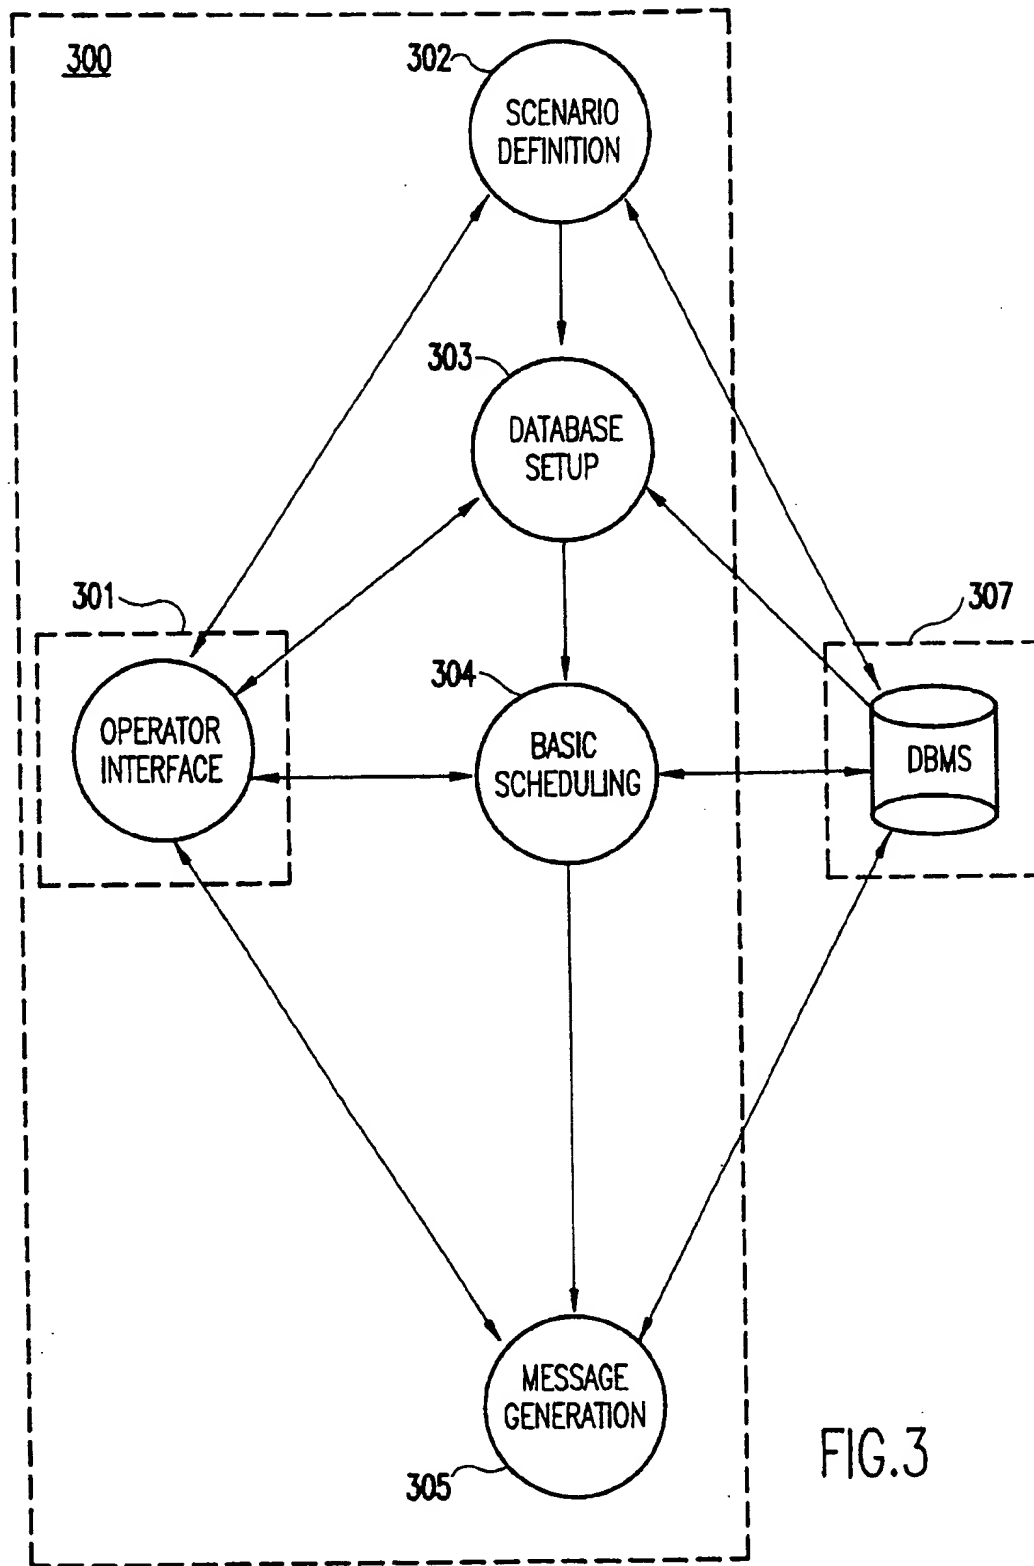 300
302
SCENARIO
DEFINITION
303
DATABASE
SETUP
301
307
304
OPERATOR
INTERFACE
BASIC
SCHEDULING
DBMS
MESSAGE
GENERATION
305
FIG.3